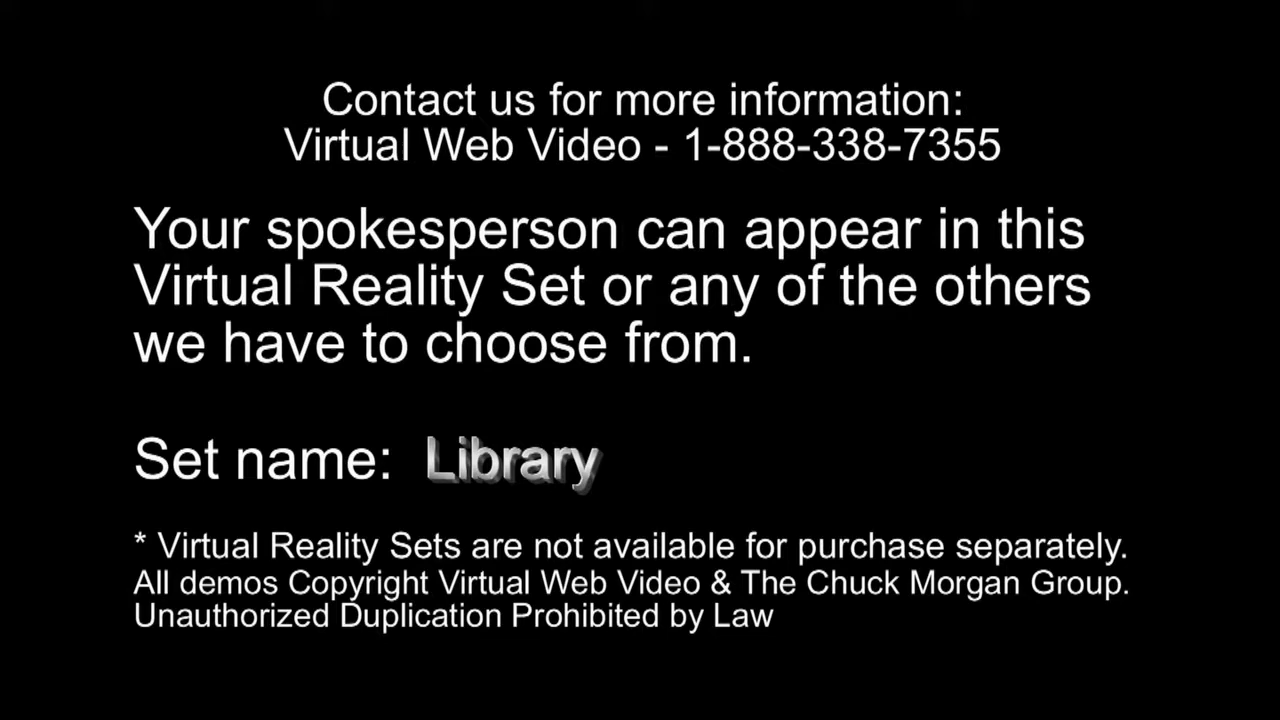 Contact us for more information:
Virtual Web Video - 1-888-338-7355
Your spokesperson can appear in this
Virtual Reality Set or any of the others
we have to choose from.
Set name: Library
* Virtual Reality Sets are not available for purchase separately.
All demos Copyright Virtual Web Video & The Chuck Morgan Group.
Unauthorized Duplication Prohibited by Law